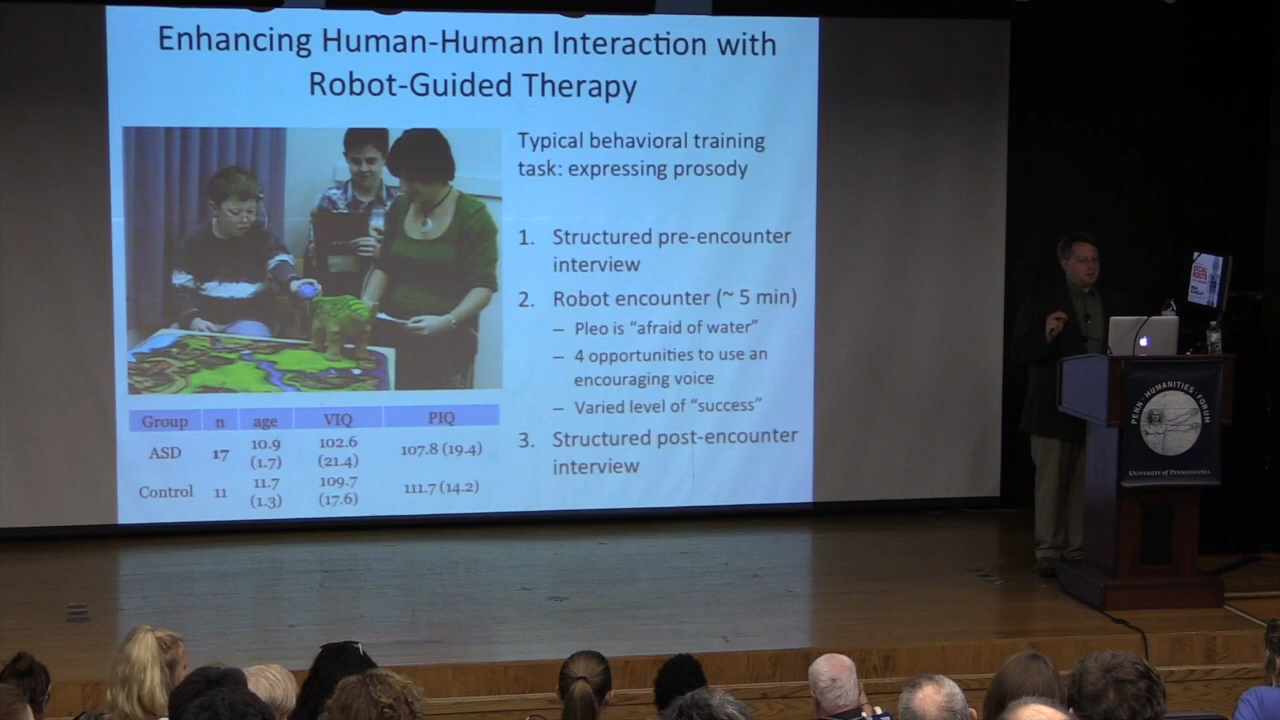 Enhancing Human-Human Interaction with
Robot-Guided Therapy
Typical behavioral training
task: expressing prosody
1. Structured pre-encounter
interview
2. Robot encounter (~ 5 min)
– Pleo is “afraid of water”
– 4 opportunities to use an
encouraging voice
– Varied level of “success”
3. Structured post-encounter
interview
Group n age VIQ PIQ
ASD 17 10.9 (1.7) 102.6 (21.4) 107.8 (19.4)
Control 11 11.7 (1.3) 109.7 (17.6) 111.7 (14.2)
SOCIAL
ROBOTS
PENN · HUMANITIES · FORUM
UNIVERSITY of PENNSYLVANIA